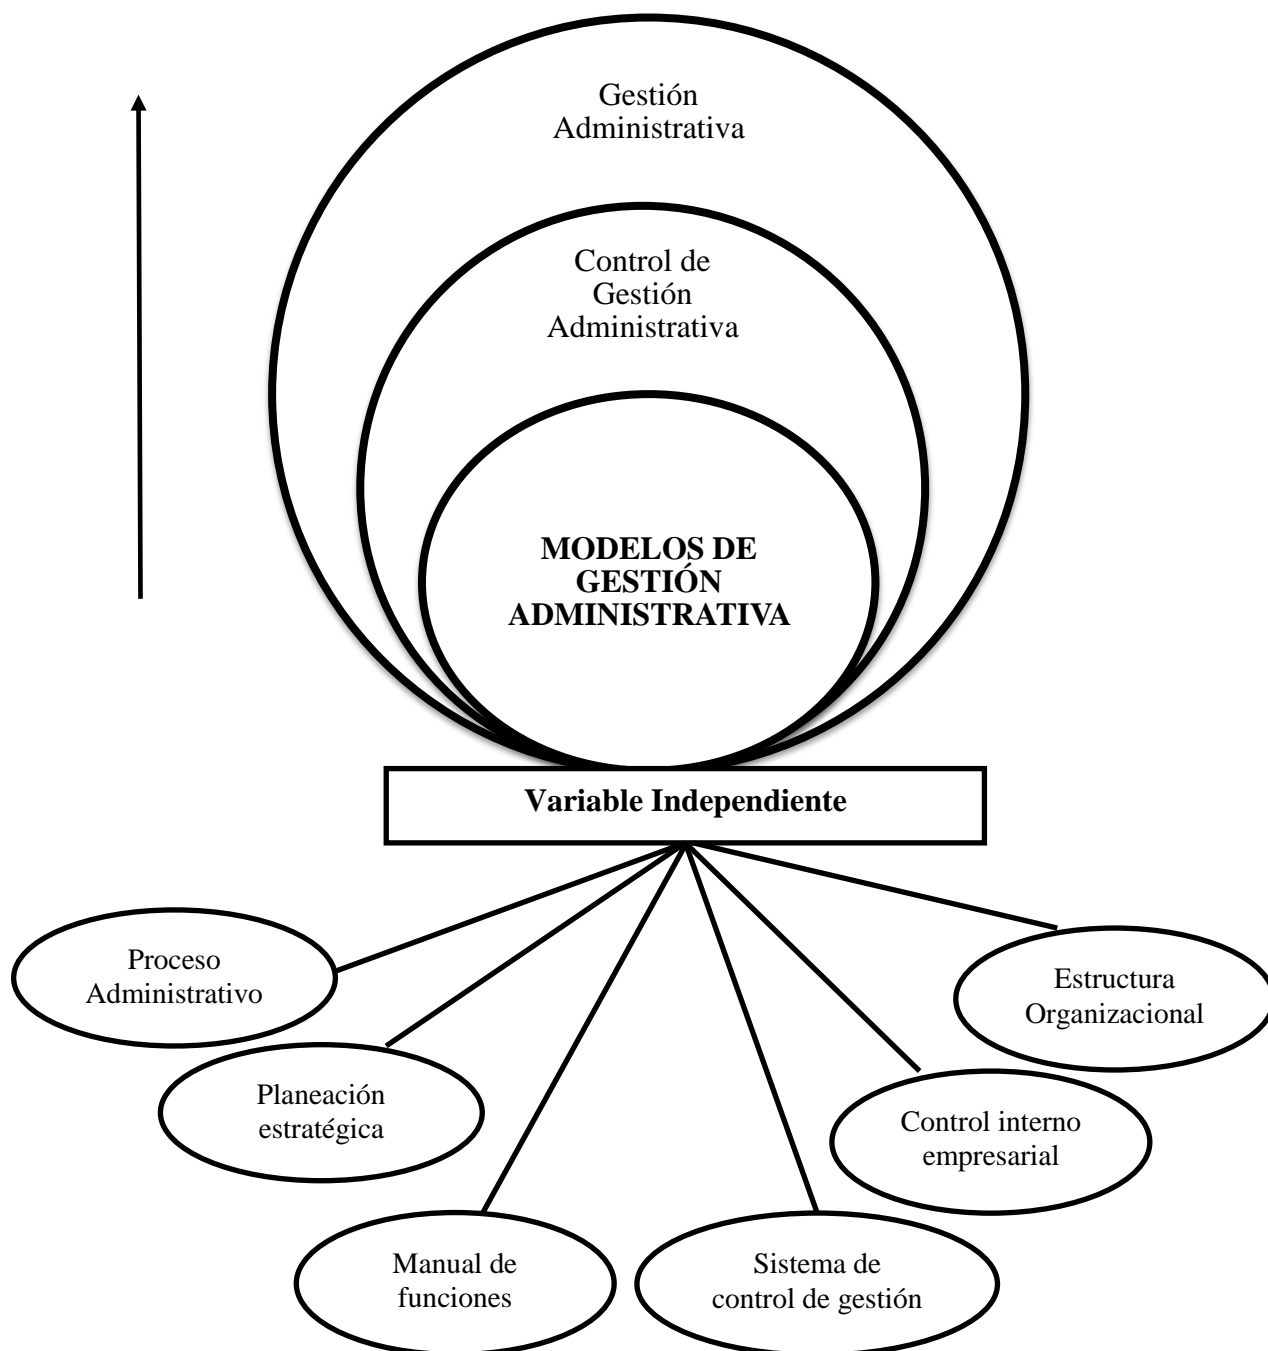 Gestión
Administrativa
Control de
Gestión
Administrativa
MODELOS DE
GESTIÓN
ADMINISTRATIVA
Variable Independiente
Proceso
Administrativo
Planeación
estratégica
Manual de
funciones
Sistema de
control de gestión
Control interno
empresarial
Estructura
Organizacional